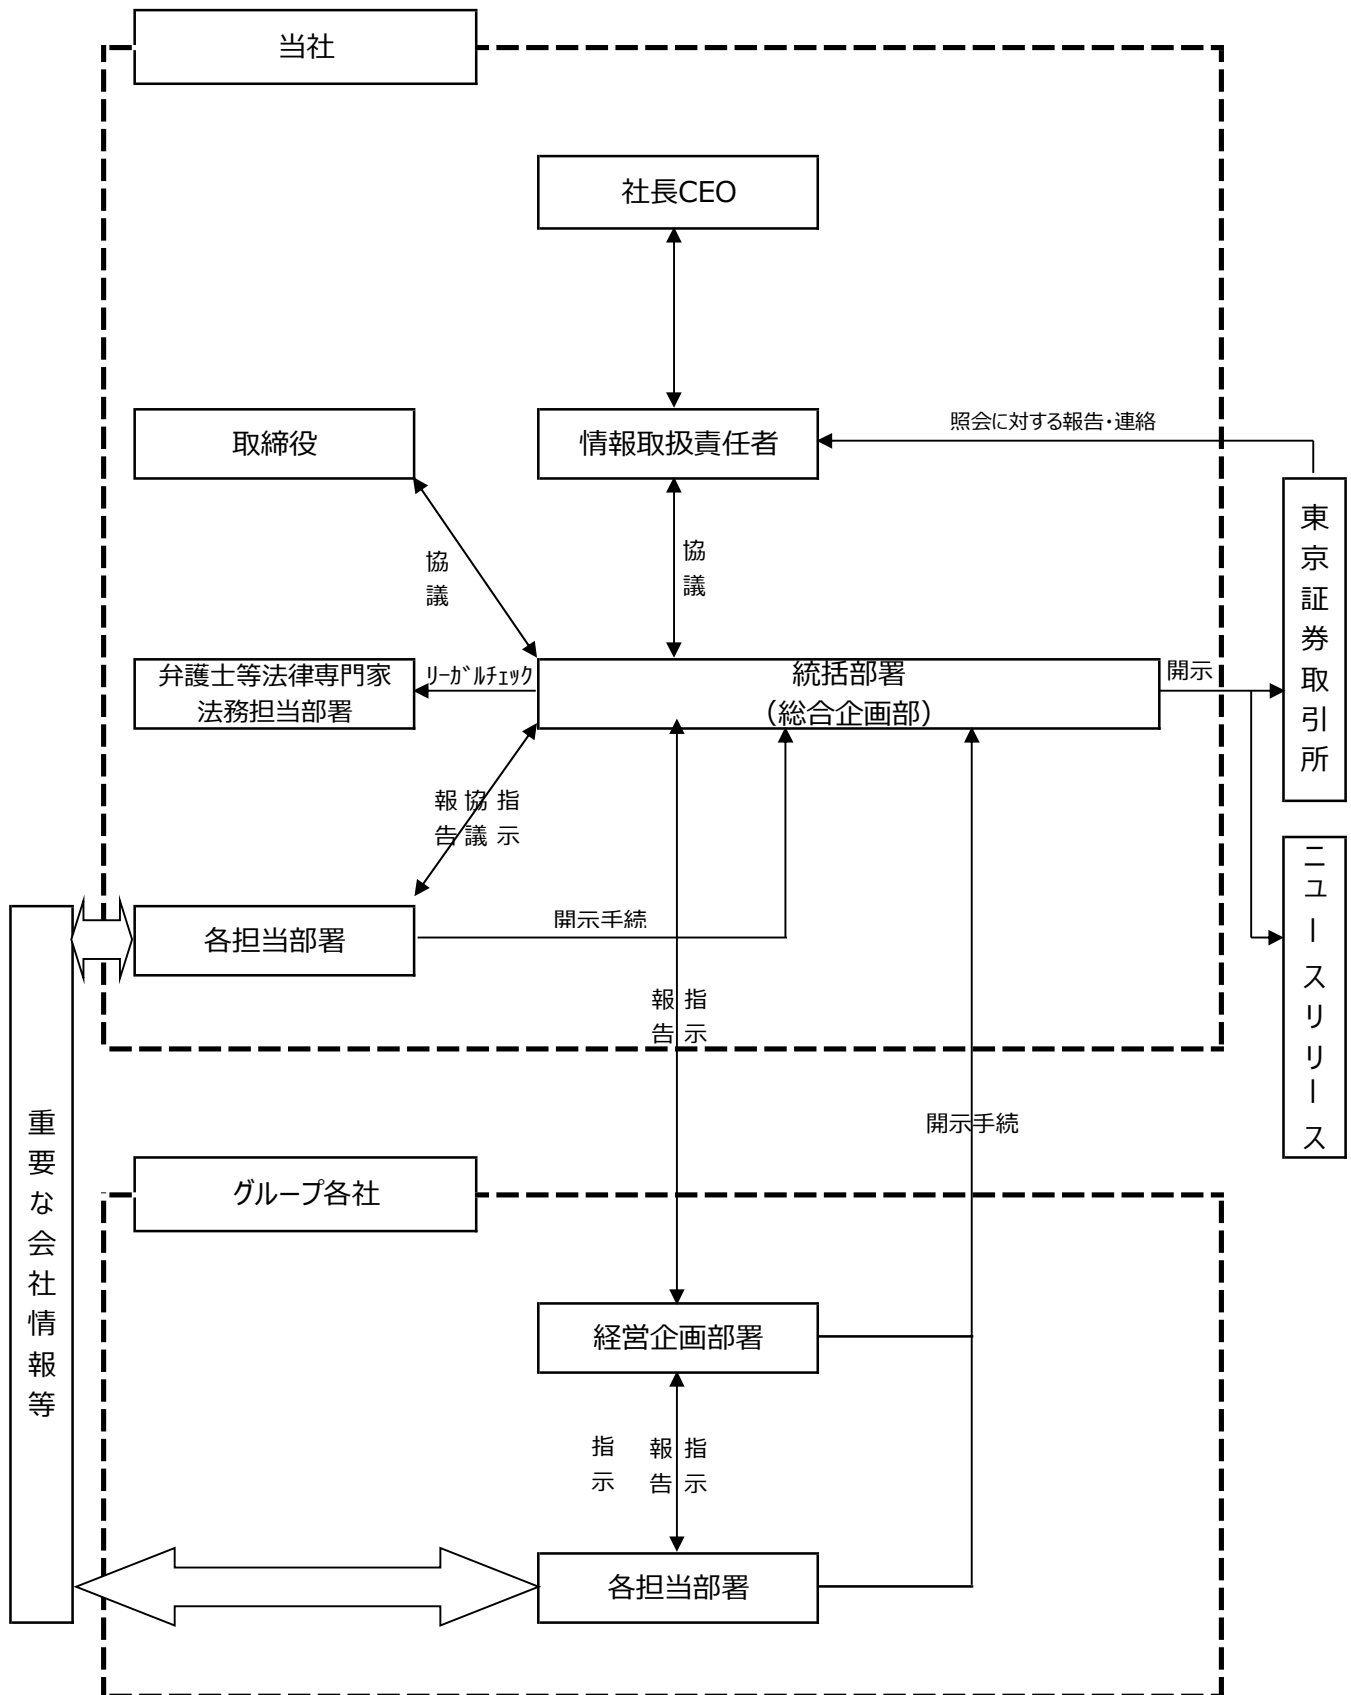 当社
社長CEO
取締役
情報取扱責任者
照会に対する報告・連絡
東京証券取引所
協議
協議
弁護士等法律専門家
法務担当部署
リーガルチェック
統括部署
（総合企画部）
開示
報告
協議
指示
ニュースリリース
各担当部署
開示手続
報告
指示
重要な会社情報等
開示手続
グループ各社
経営企画部署
指示
報告
指示
各担当部署